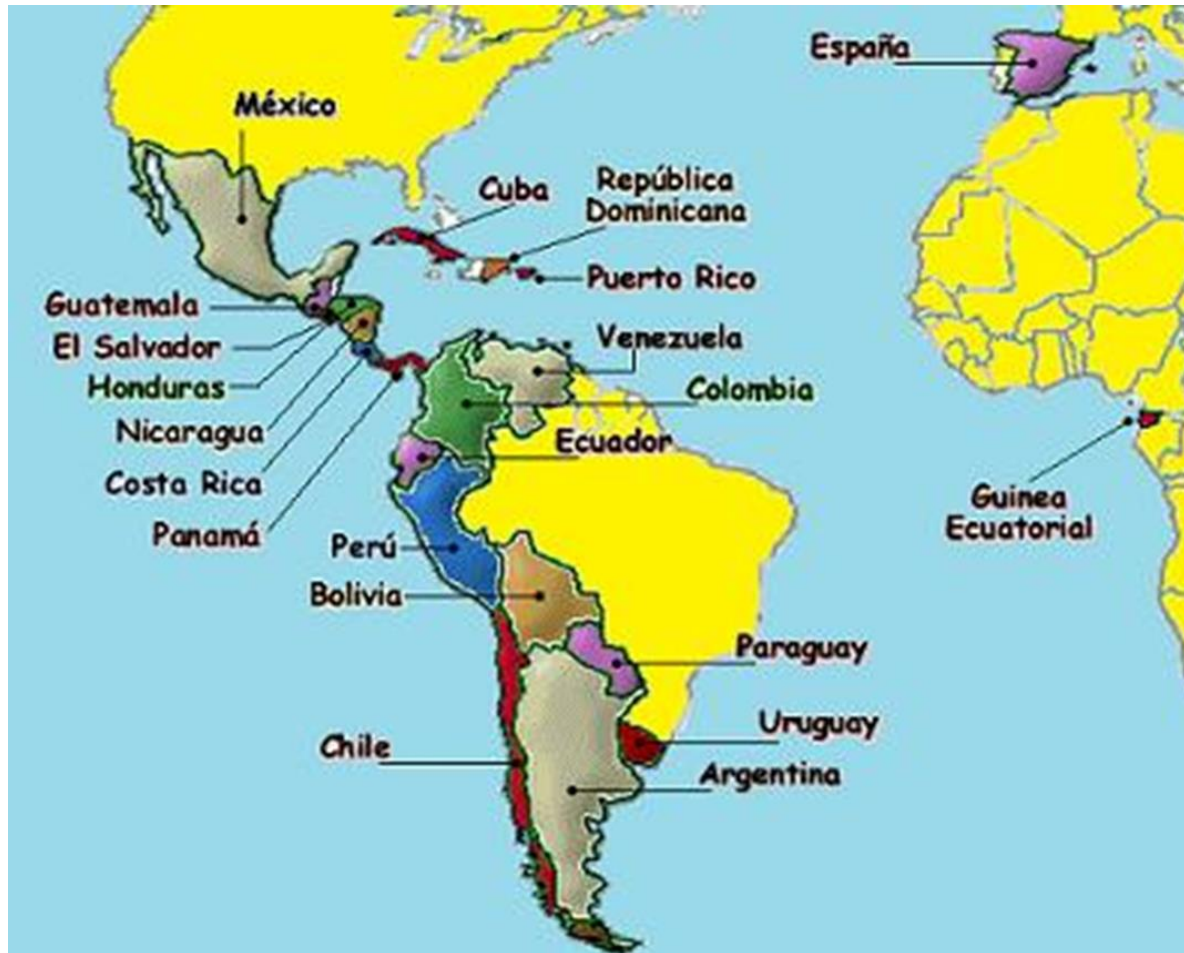 España
México
Cuba
República
Dominicana
Puerto Rico
Guatemala
El Salvador
Honduras
Nicaragua
Costa Rica
Panamá
Venezuela
Colombia
Ecuador
Guinea
Ecuatorial
Perú
Bolivia
Paraguay
Uruguay
Chile
Argentina